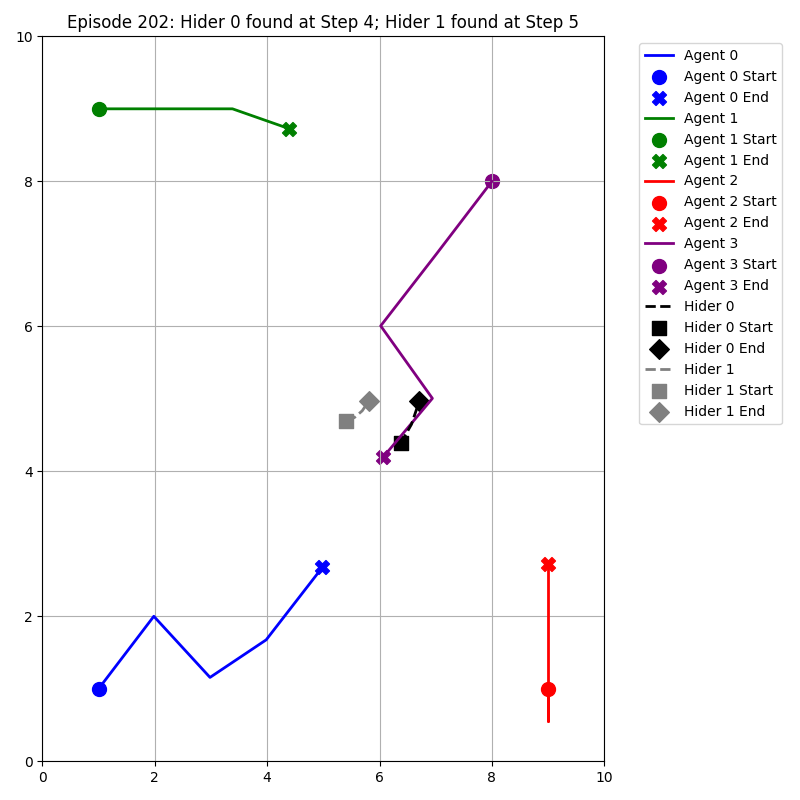 Episode 202: Hider 0 found at Step 4; Hider 1 found at Step 5
10
8
6
4
2
0
0 2 4 6 8 10
Agent 0
Agent 0 Start
Agent 0 End
Agent 1
Agent 1 Start
Agent 1 End
Agent 2
Agent 2 Start
Agent 2 End
Agent 3
Agent 3 Start
Agent 3 End
Hider 0
Hider 0 Start
Hider 0 End
Hider 1
Hider 1 Start
Hider 1 End